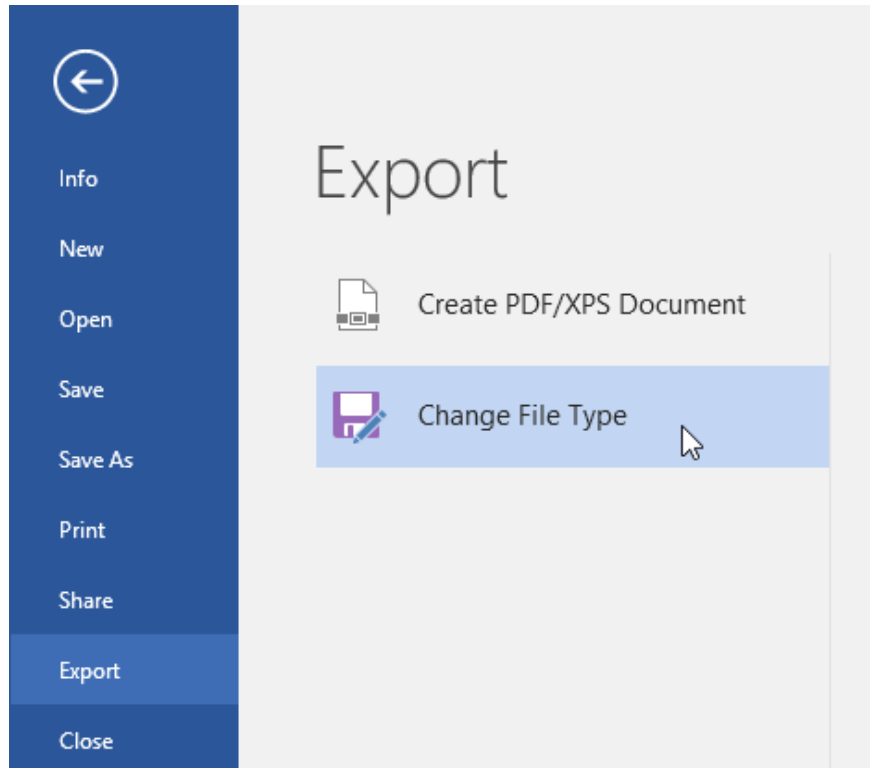 Export
Info
New
Open
Save
Save As
Print
Share
Export
Close
Create PDF/XPS Document
Change File Type